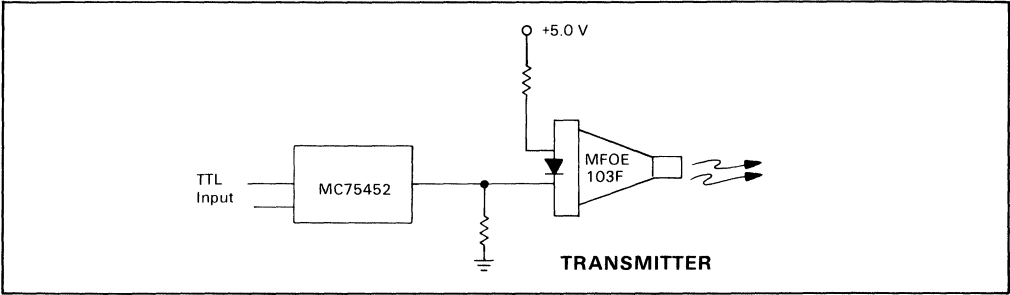 +5.0 V
TTL
Input
MC75452
MFOE
103F
TRANSMITTER